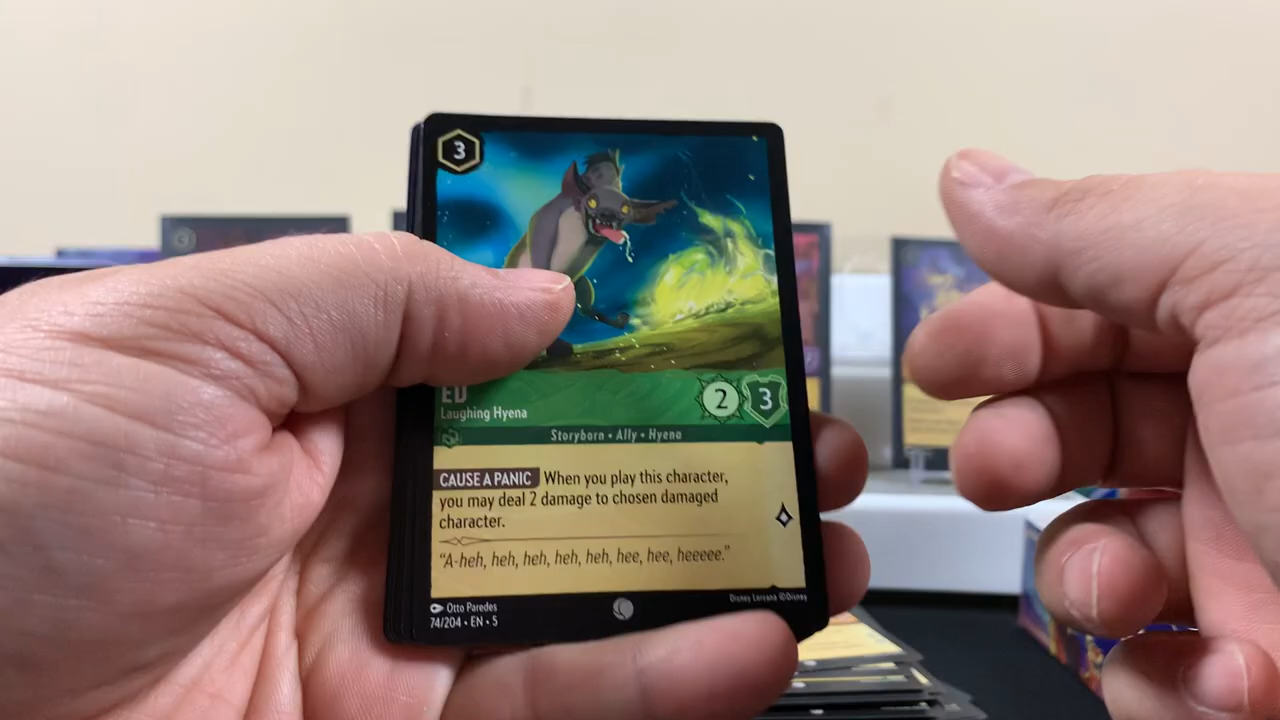 3
ED
Laughing Hyena
2 3
Storyborn • Ally • Hyena
CAUSE A PANIC When you play this character,
you may deal 2 damage to chosen damaged
character.
“A-heh, heh, heh, heh, heh, hee, hee, heeeee.”
Otto Paredes
Disney Lorcana ©Disney
74/204 • EN • 5